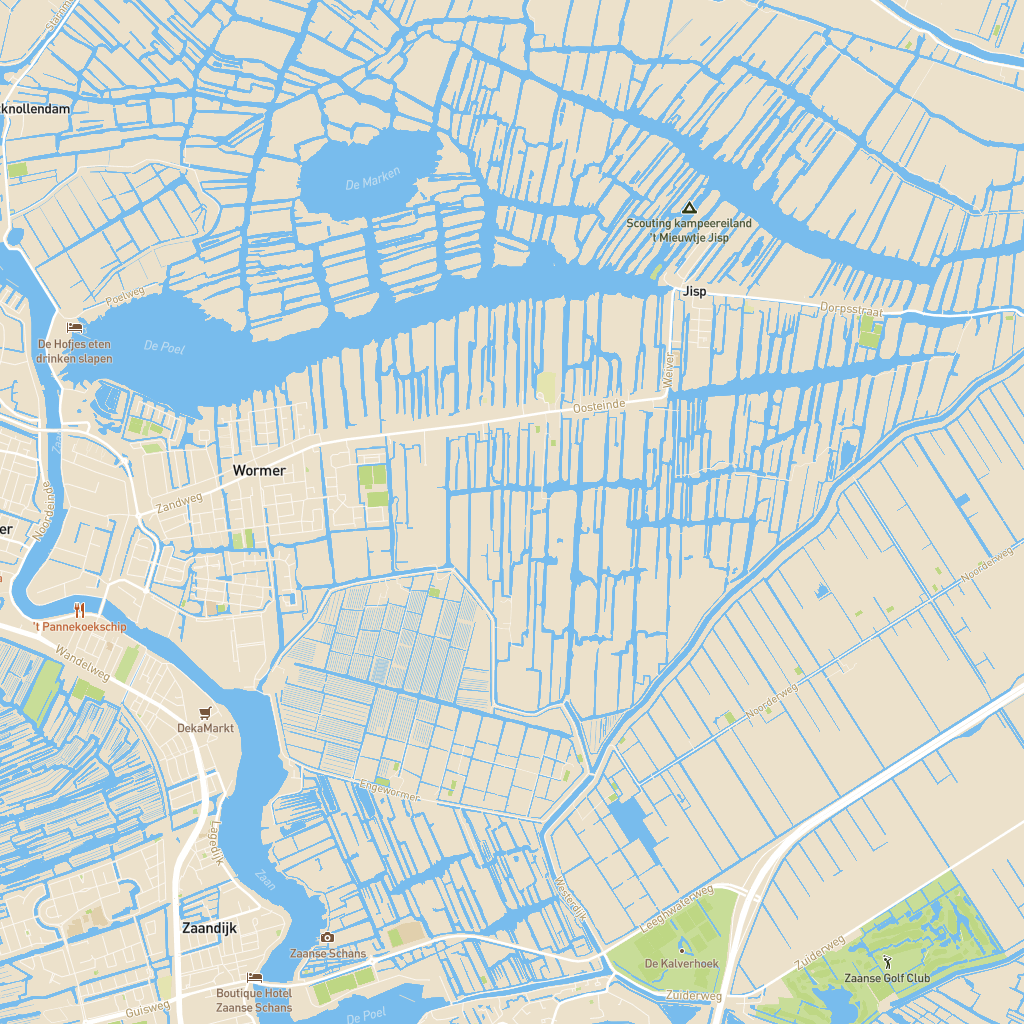 knollendam
De Marken
Scouting kampeereiland
't Mieuwtje Jisp
Jisp
Dorpsstraat
Poelweg
De Hofjes eten
drinken slapen
De Poel
Weiver
Oosteinde
Wormer
Zandweg
Noordeinde
er
Noorderweg
't Pannekoekschip
Wandelweg
DekaMarkt
Noorderweg
Engewormer
Lagedijk
Zaan
Westerdijk
Leeghwaterweg
Zaandijk
Zaanse Schans
De Kalverhoek
Zuiderweg
Zaanse Golf Club
Boutique Hotel
Zaanse Schans
Zuiderweg
Guisweg
De Poel